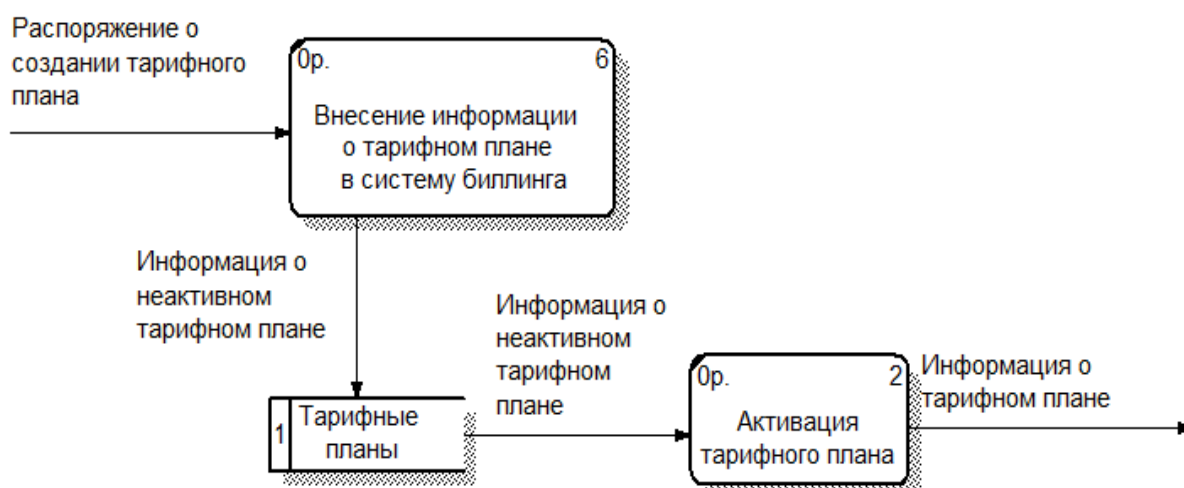 Распоряжение о
создании тарифного
плана
0р. 6
Внесение информации
о тарифном плане
в систему биллинга
Информация о
неактивном
тарифном плане
Информация о
неактивном
тарифном
плане
1 Тарифные
планы
0р. 2
Активация
тарифного плана
Информация о
тарифном плане